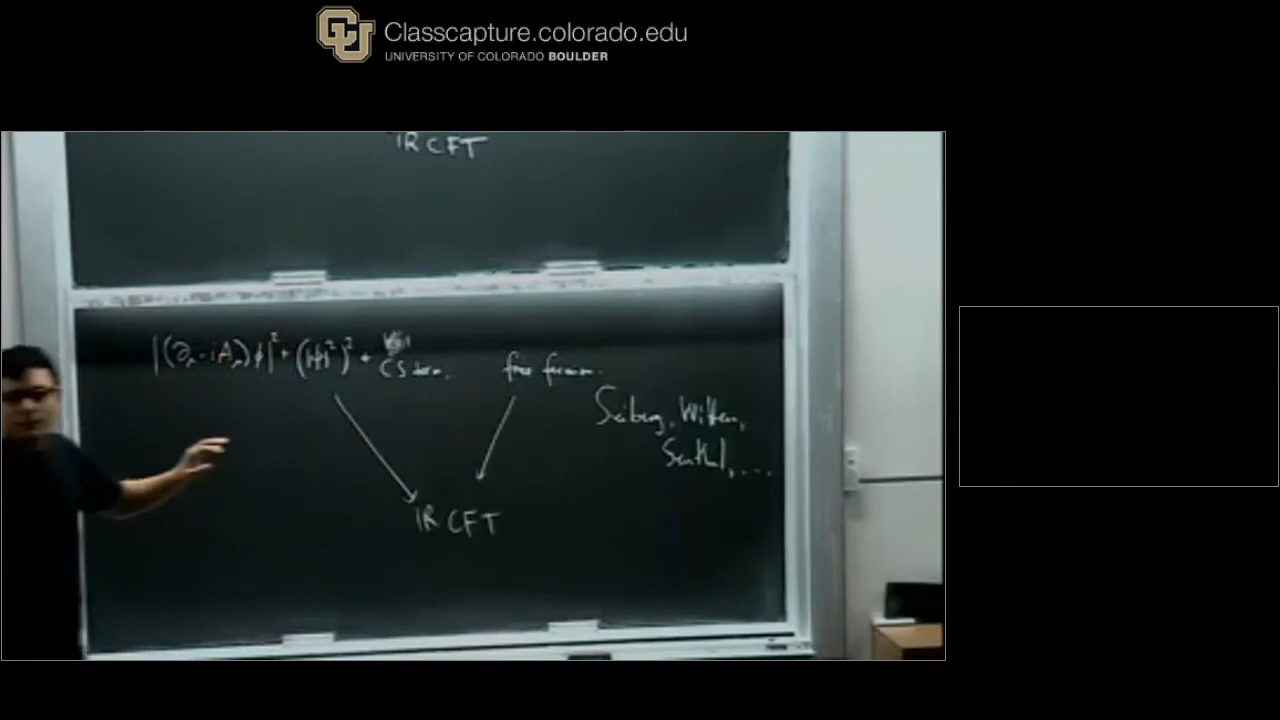 Classcapture.colorado.edu
UNIVERSITY OF COLORADO BOULDER
IR CFT
|(∂μ - iAμ)ϕ|² + (|ϕ|²)² +
CS term. free fermion.
Seiberg, Witten,
Senthil, ....
IR CFT